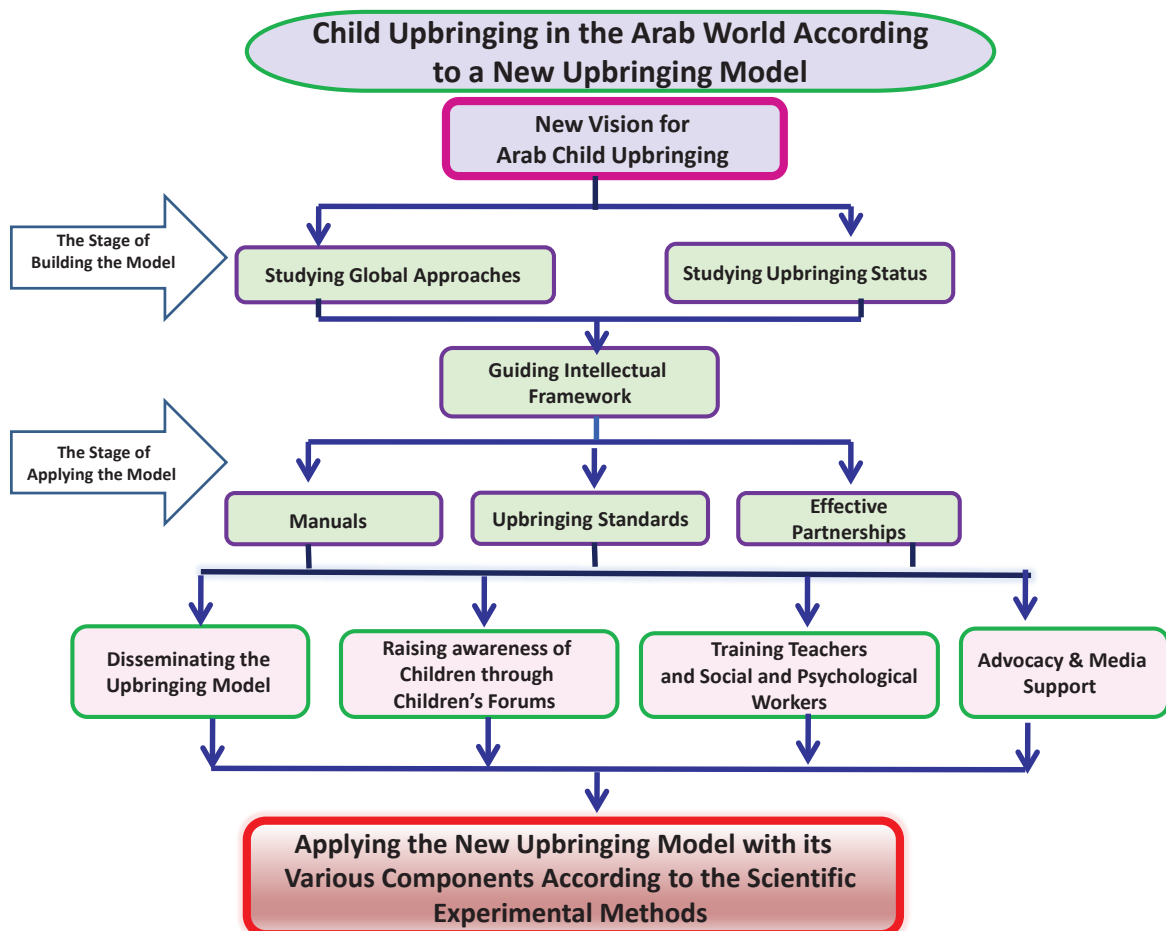 Child Upbringing in the Arab World According
to a New Upbringing Model
New Vision for
Arab Child Upbringing
The Stage of
Building the Model
Studying Global Approaches
Studying Upbringing Status
Guiding Intellectual
Framework
The Stage of
Applying the Model
Manuals
Upbringing Standards
Effective
Partnerships
Disseminating the
Upbringing Model
Raising awareness of
Children through
Children's Forums
Training Teachers
and Social and Psychological
Workers
Advocacy & Media
Support
Applying the New Upbringing Model with its
Various Components According to the Scientific
Experimental Methods